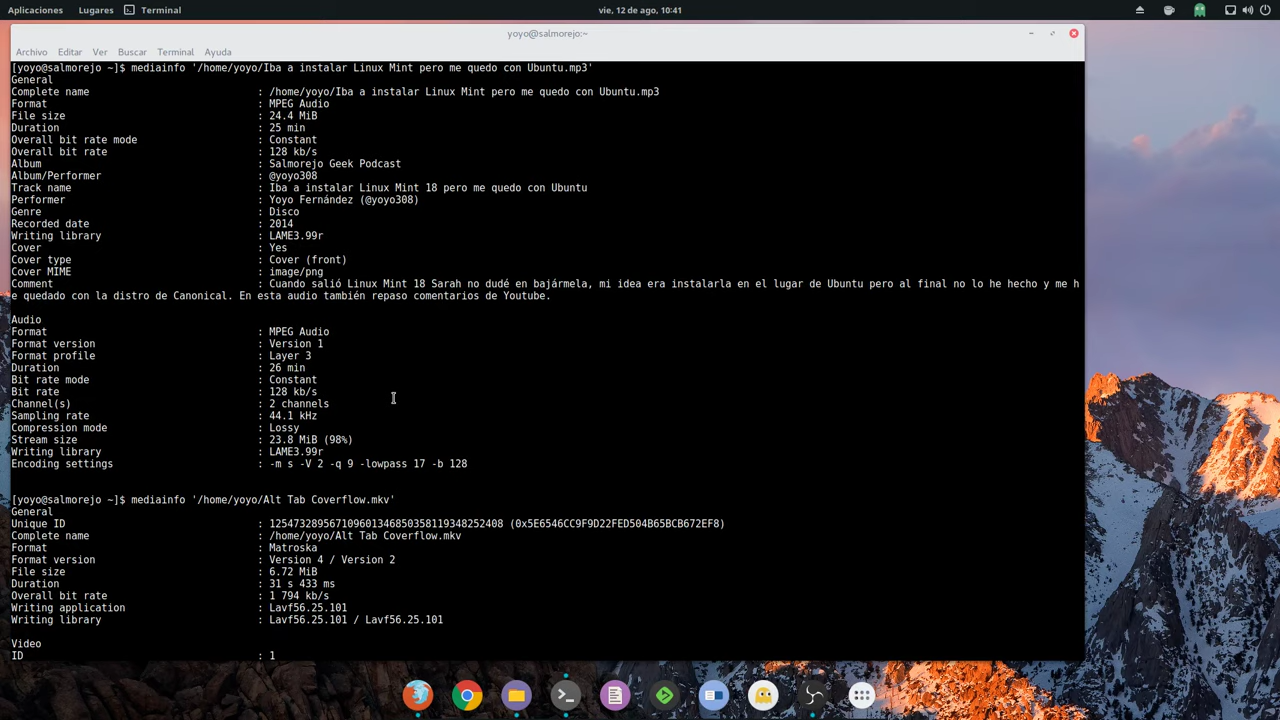 Aplicaciones Lugares Terminal vie, 12 de ago, 10:41
yoyo@salmorejo:~
Archivo Editar Ver Buscar Terminal Ayuda
[yoyo@salmorejo ~]$ mediainfo '/home/yoyo/Iba a instalar Linux Mint pero me quedo con Ubuntu.mp3'
General
Complete name : /home/yoyo/Iba a instalar Linux Mint pero me quedo con Ubuntu.mp3
Format : MPEG Audio
File size : 24.4 MiB
Duration : 25 min
Overall bit rate mode : Constant
Overall bit rate : 128 kb/s
Album : Salmorejo Geek Podcast
Album/Performer : @yoyo308
Track name : Iba a instalar Linux Mint 18 pero me quedo con Ubuntu
Performer : Yoyo Fernández (@yoyo308)
Genre : Disco
Recorded date : 2014
Writing library : LAME3.99r
Cover : Yes
Cover type : Cover (front)
Cover MIME : image/png
Comment : Cuando salió Linux Mint 18 Sarah no dudé en bajármela, mi idea era instalarla en el lugar de Ubuntu pero al final no lo he hecho y me h
e quedado con la distro de Canonical. En esta audio también repaso comentarios de Youtube.
Audio
Format : MPEG Audio
Format version : Version 1
Format profile : Layer 3
Duration : 26 min
Bit rate mode : Constant
Bit rate : 128 kb/s
Channel(s) : 2 channels
Sampling rate : 44.1 kHz
Compression mode : Lossy
Stream size : 23.8 MiB (98%)
Writing library : LAME3.99r
Encoding settings : -m s -V 2 -q 9 -lowpass 17 -b 128
[yoyo@salmorejo ~]$ mediainfo '/home/yoyo/Alt Tab Coverflow.mkv'
General
Unique ID : 125473289567109601346850358119348252408 (0x5E6546CC9F9D22FED504B65BCB672EF8)
Complete name : /home/yoyo/Alt Tab Coverflow.mkv
Format : Matroska
Format version : Version 4 / Version 2
File size : 6.72 MiB
Duration : 31 s 433 ms
Overall bit rate : 1 794 kb/s
Writing application : Lavf56.25.101
Writing library : Lavf56.25.101 / Lavf56.25.101
Video
ID : 1